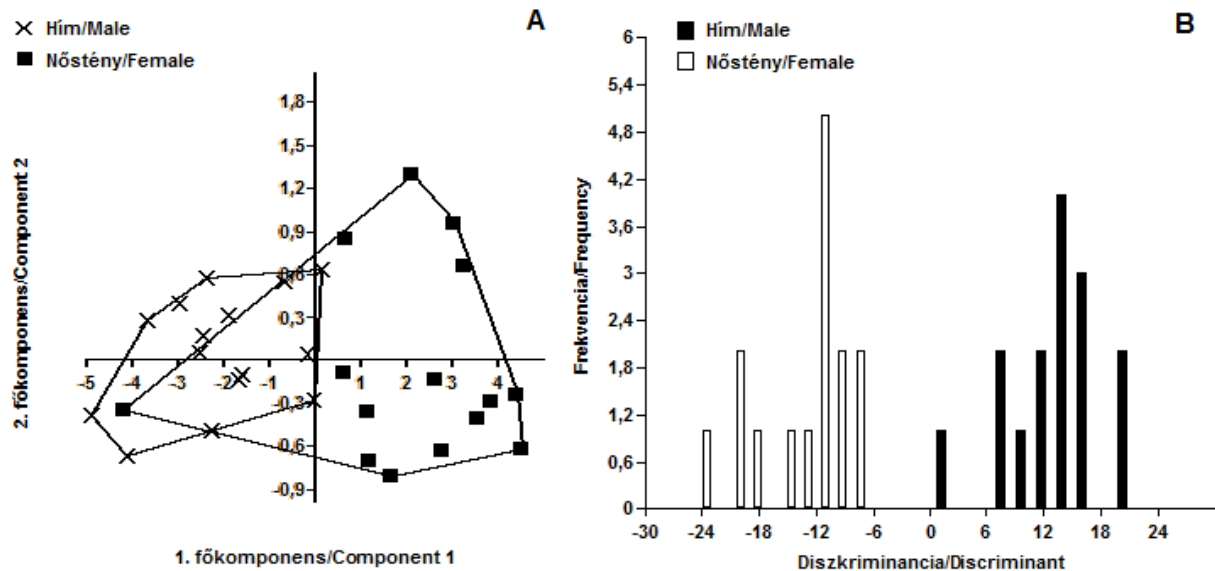 A
Hím/Male
Nőstény/Female
2. főkomponens/Component 2
1,8
1,5
1,2
0,9
0,6
0,3
-5 -4 -3 -2 -1 1 2 3 4
-0,3
-0,6
-0,9
1. főkomponens/Component 1
B
Hím/Male
Nőstény/Female
Frekvencia/Frequency
6
5,4
4,8
4,2
3,6
3
2,4
1,8
1,2
0,6
0
-30 -24 -18 -12 -6 0 6 12 18 24
Diszkriminancia/Discriminant